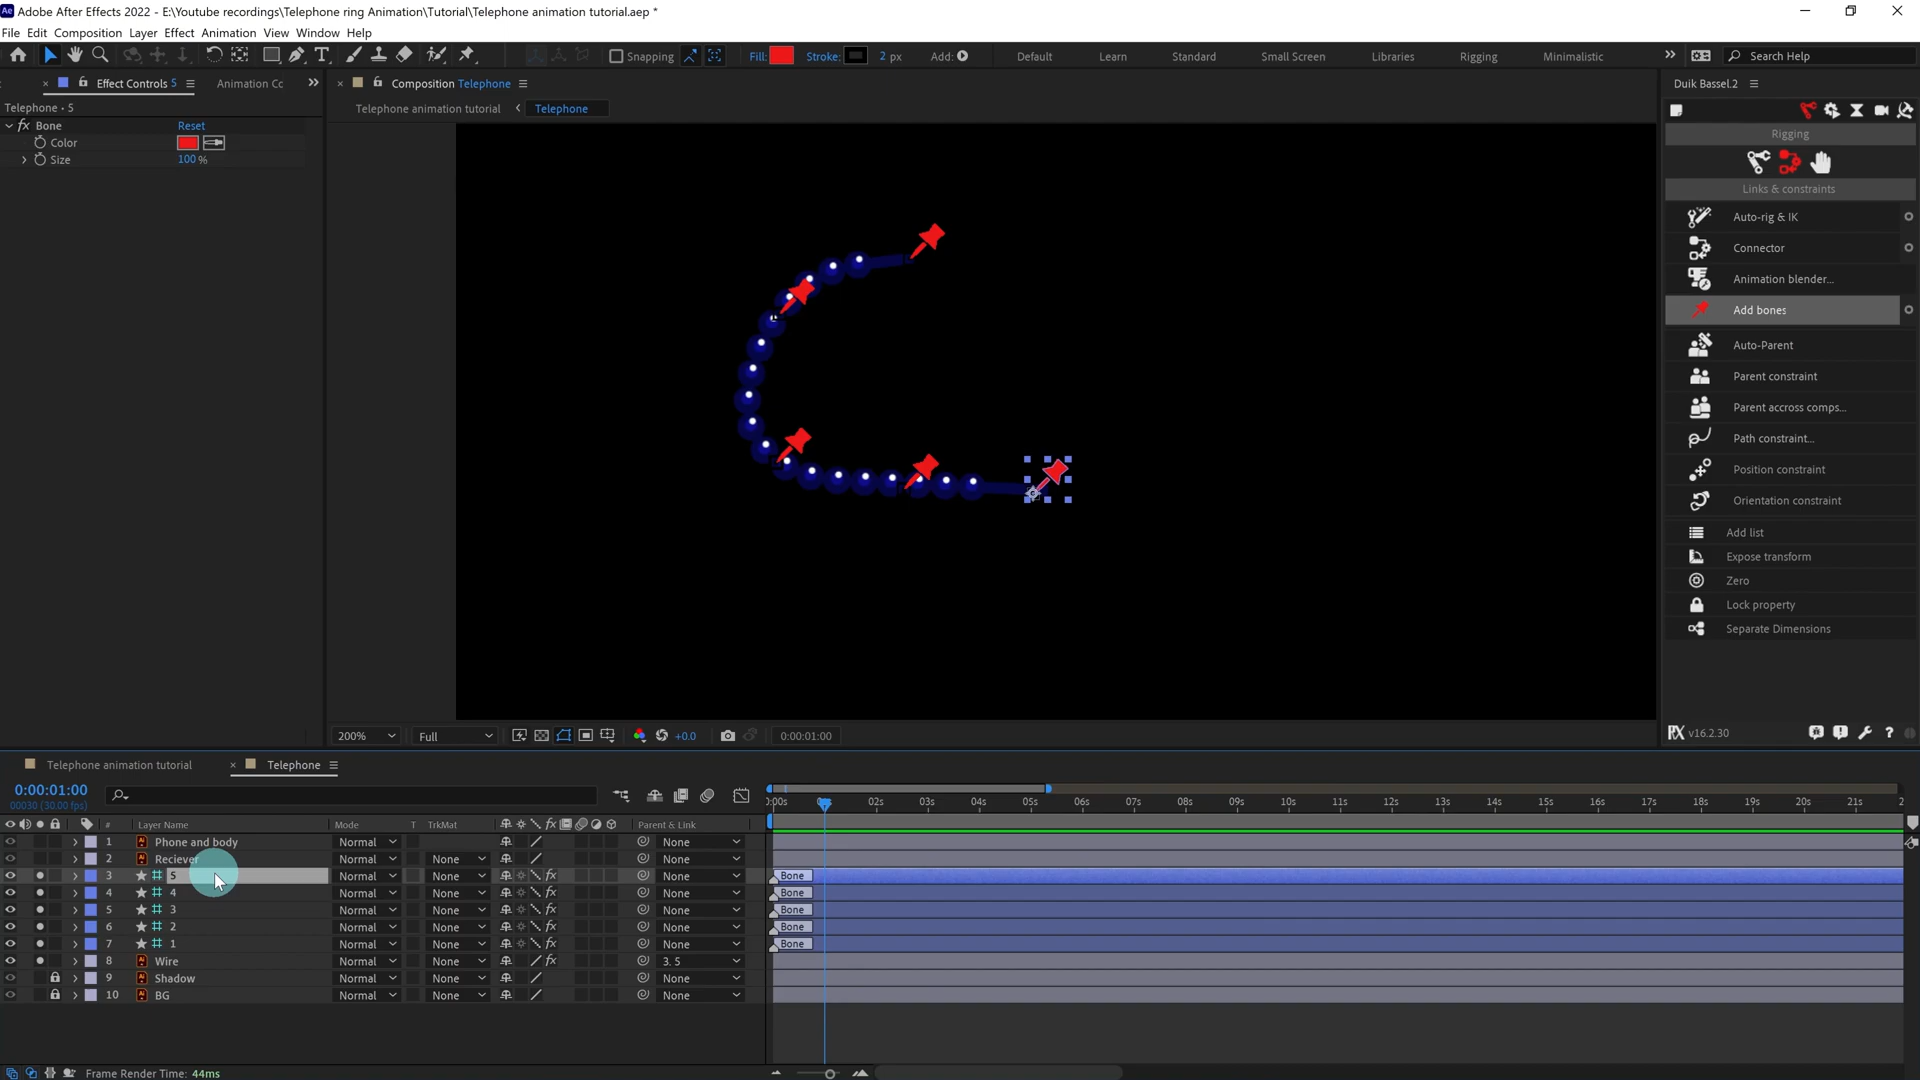 Adobe After Effects 2022 - E:\Youtube recordings\Telephone ring Animation\Tutorial\Telephone animation tutorial.aep *
File Edit Composition Layer Effect Animation View Window Help
Snapping Fill: Stroke: 2 px Add: Default Learn Standard Small Screen Libraries Rigging Minimalistic Search Help
Effect Controls 5 Animation Cc Composition Telephone Duik Bassel.2
Telephone • 5 Telephone animation tutorial Telephone
fx Bone Reset
Color
Size 100 %
Rigging
Links & constraints
Auto-rig & IK
Connector
Animation blender...
Add bones
Auto-Parent
Parent constraint
Parent accross comps...
Path constraint...
Position constraint
Orientation constraint
Add list
Expose transform
Zero
Lock property
Separate Dimensions
200% Full +0.0 0:00:01:00 v16.2.30
Telephone animation tutorial Telephone
0:00:01:00
00030 (30.00 fps)
0:00s 02s 03s 04s 05s 06s 07s 08s 09s 10s 11s 12s 13s 14s 15s 16s 17s 18s 19s 20s 21s 2
# Layer Name Mode T TrkMat Parent & Link
1 Phone and body Normal None
2 Reciever Normal None None
3 5 Normal None None Bone
4 4 Normal None None Bone
5 3 Normal None None Bone
6 2 Normal None None Bone
7 1 Normal None None Bone
8 Wire Normal None 3. 5
9 Shadow Normal None None
10 BG Normal None None
Frame Render Time: 44ms